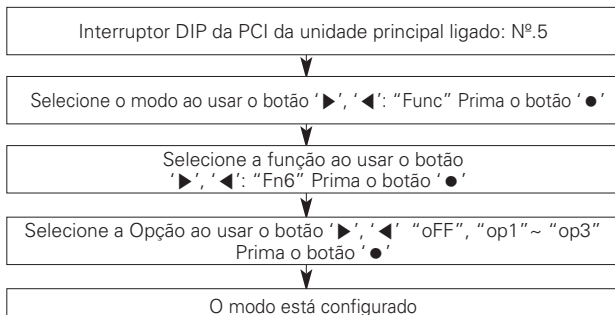 Interruptor DIP da PCI da unidade principal ligado: Nº.5
Selecione o modo ao usar o botão ‘▶’, ‘◀’: “Func” Prima o botão ‘●’
Selecione a função ao usar o botão
‘▶’, ‘◀’: “Fn6” Prima o botão ‘●’
Selecione a Opção ao usar o botão ‘▶’, ‘◀’ “oFF”, “op1”~ “op3”
Prima o botão ‘●’
O modo está configurado